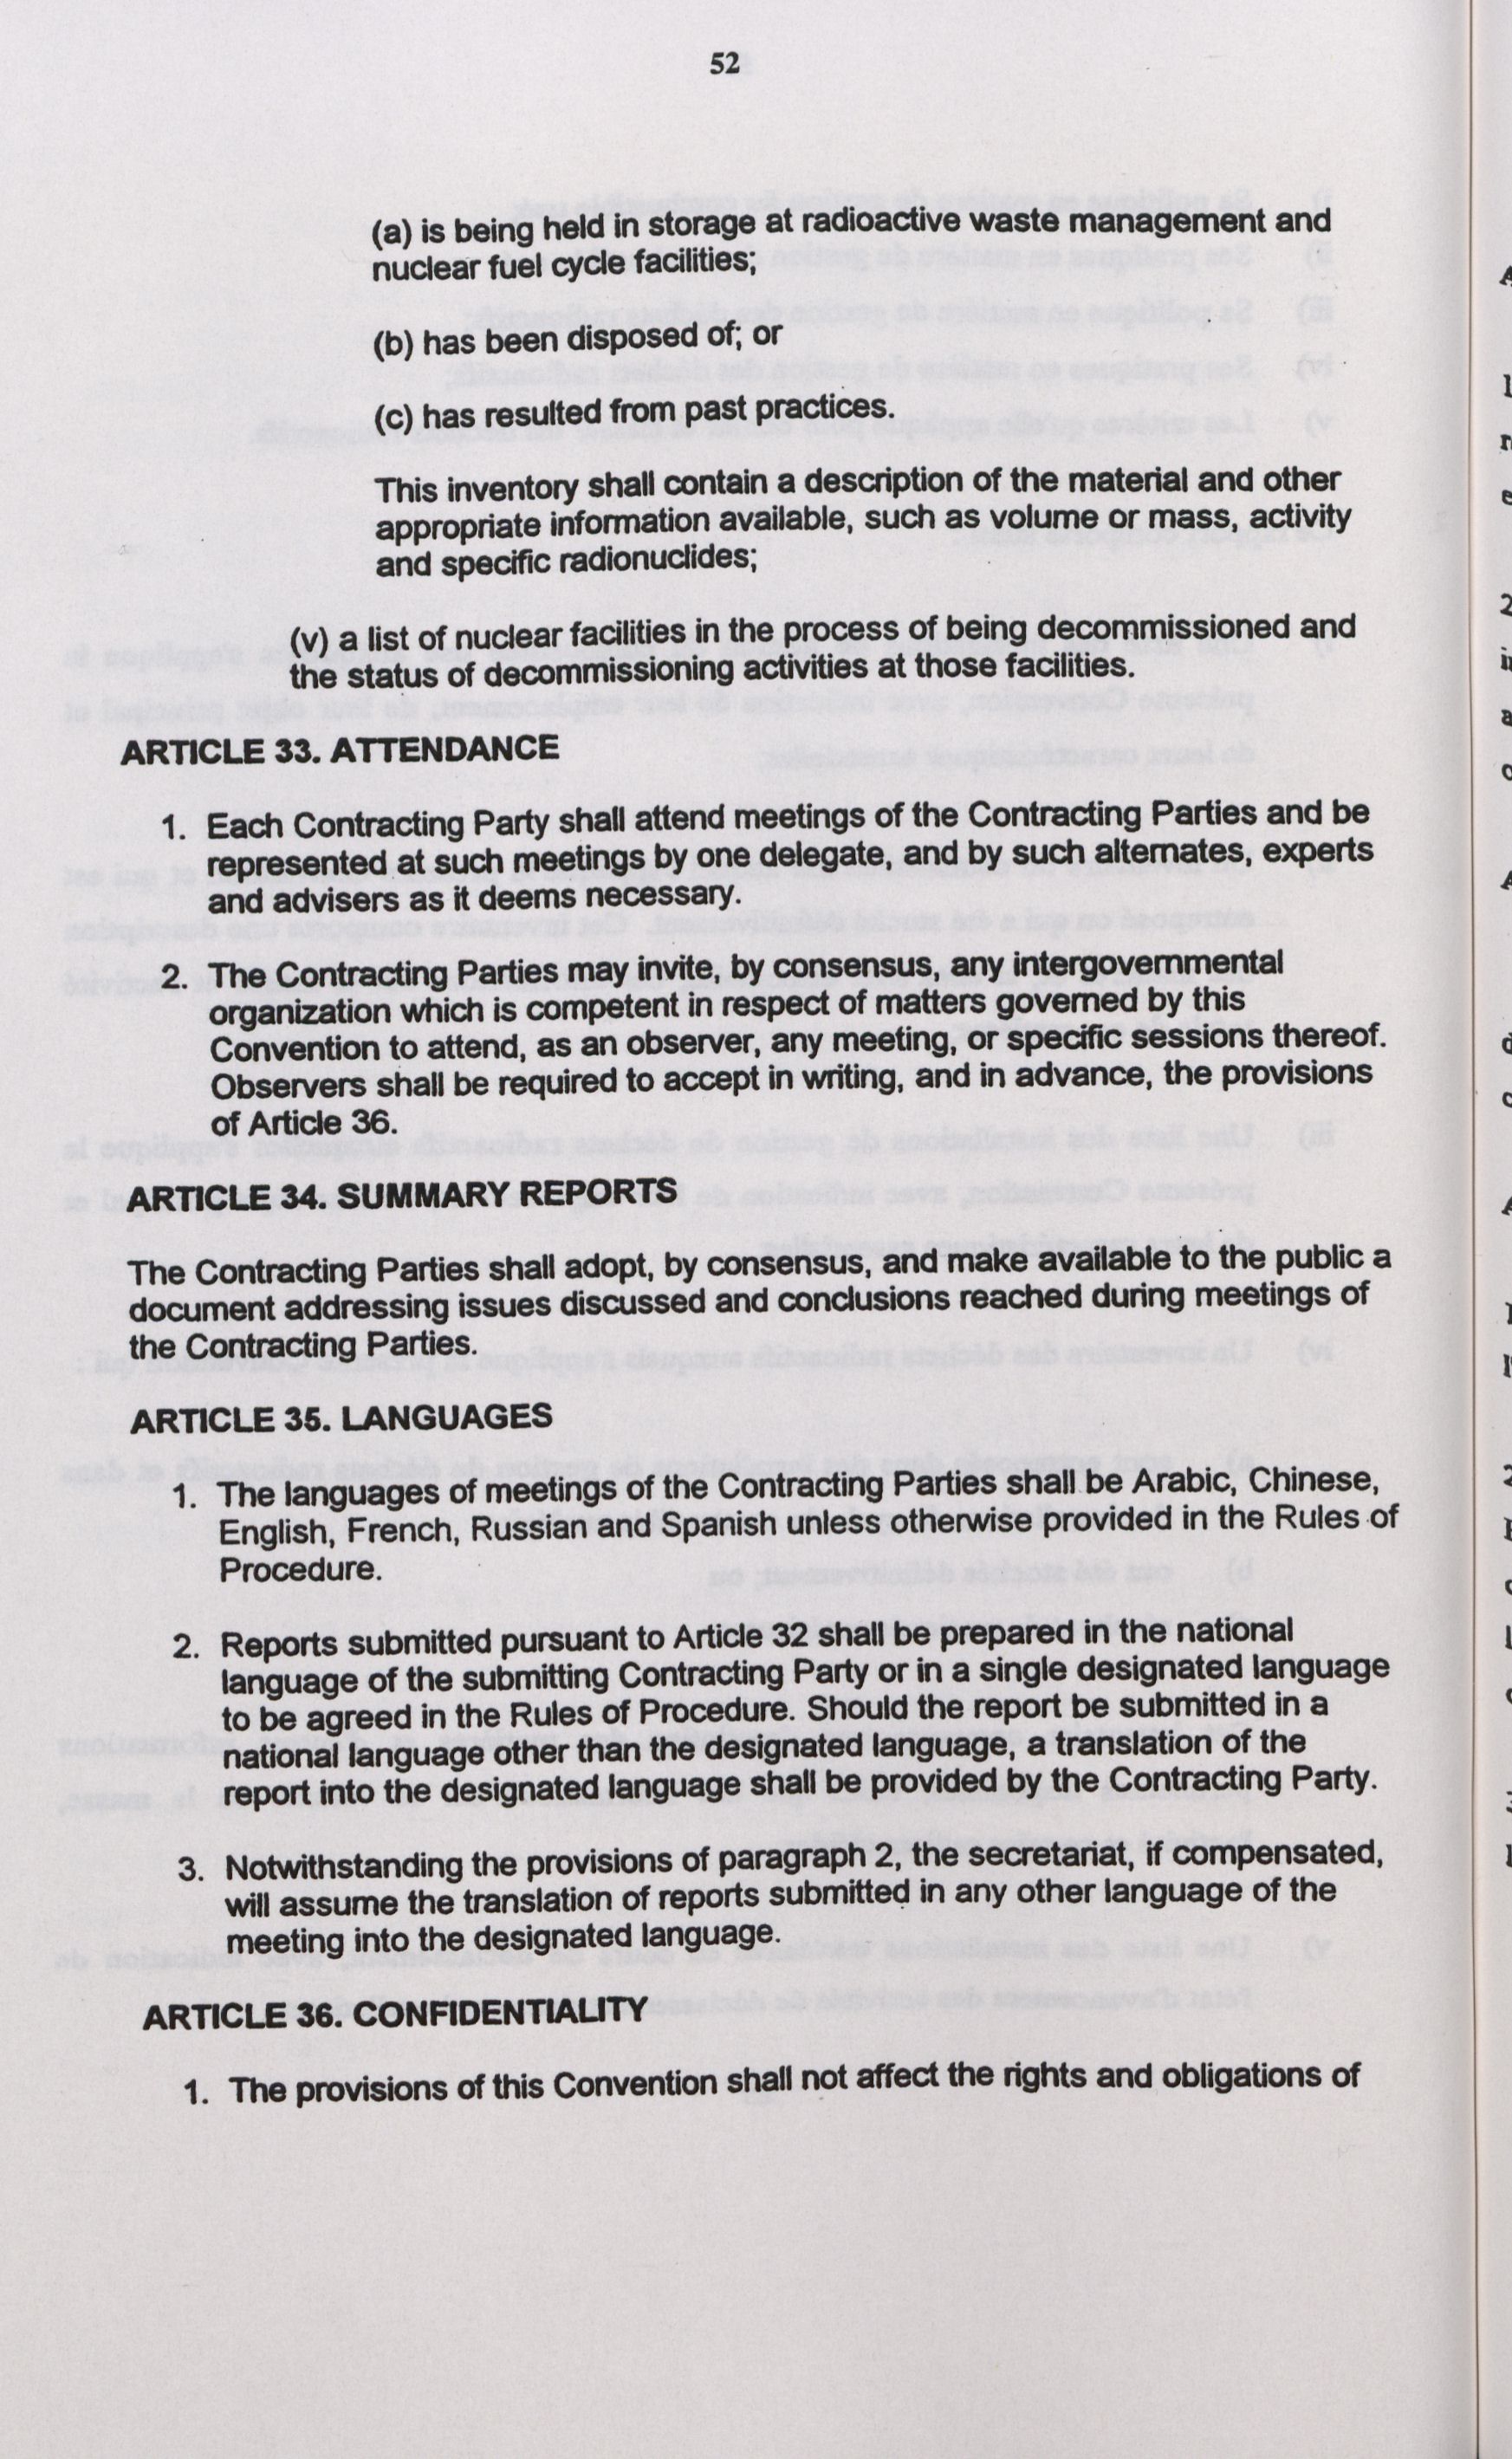 52
(a) is being held in storage at radioactive waste management and
nuclear fuel cycle facilities;
(b) has been disposed of; or
(c) has resulted from past practices.
This inventory shall contain a description of the material and other
appropriate information available, such as volume or mass, activity
and specific radionuclides;
(v) a list of nuclear facilities in the process of being decommissioned and
the status of decommissioning activities at those facilities.
ARTICLE 33. ATTENDANCE
1. Each Contracting Party shall attend meetings of the Contracting Parties and be
represented at such meetings by one delegate, and by such alternates, experts
and advisers as it deems necessary.
2. The Contracting Parties may invite, by consensus, any intergovernmental
organization which is competent in respect of matters governed by this
Convention to attend, as an observer, any meeting, or specific sessions thereof.
Observers shall be required to accept in writing, and in advance, the provisions
of Article 36.
ARTICLE 34. SUMMARY REPORTS
The Contracting Parties shall adopt, by consensus, and make available to the public a
document addressing issues discussed and conclusions reached during meetings of
the Contracting Parties.
ARTICLE 35. LANGUAGES
1. The languages of meetings of the Contracting Parties shall be Arabic, Chinese,
English, French, Russian and Spanish unless otherwise provided in the Rules of
Procedure.
2. Reports submitted pursuant to Article 32 shall be prepared in the national
language of the submitting Contracting Party or in a single designated language
to be agreed in the Rules of Procedure. Should the report be submitted in a
national language other than the designated language, a translation of the
report into the designated language shall be provided by the Contracting Party.
3. Notwithstanding the provisions of paragraph 2, the secretariat, if compensated,
will assume the translation of reports submitted in any other language of the
meeting into the designated language.
ARTICLE 36. CONFIDENTIALITY
1. The provisions of this Convention shall not affect the rights and obligations of